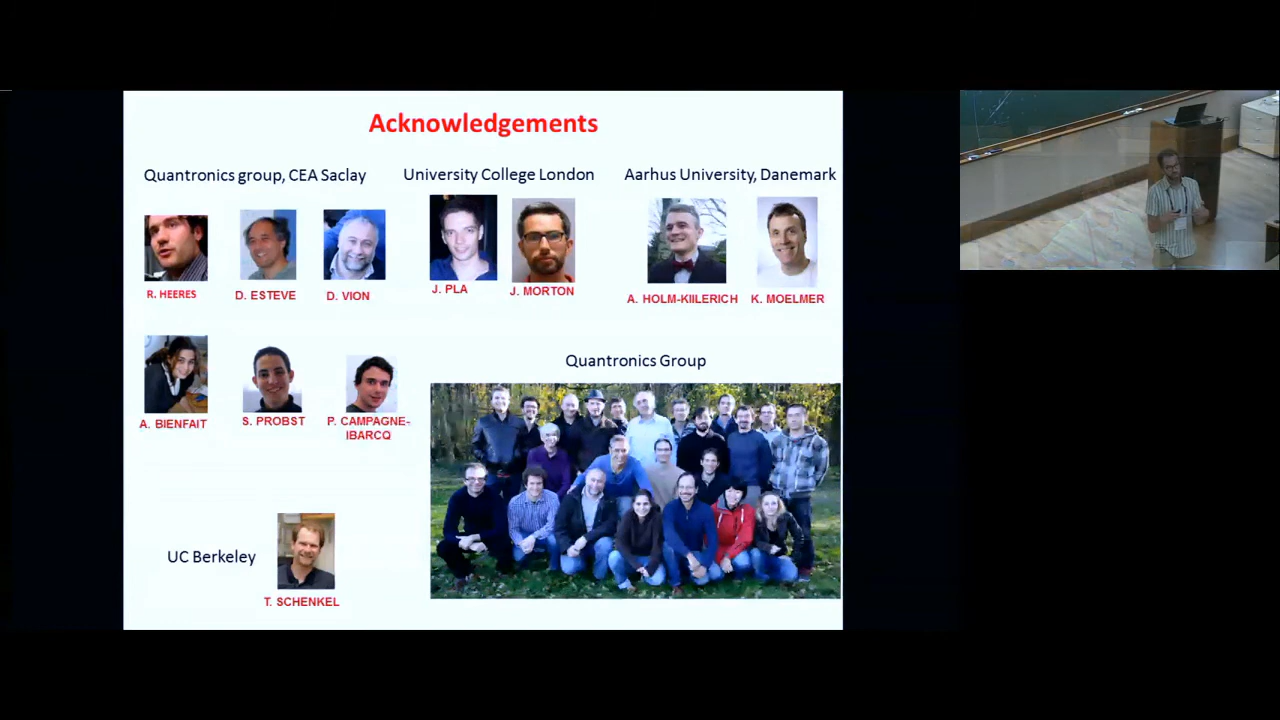 Acknowledgements
Quantronics group, CEA Saclay
University College London
Aarhus University, Danemark
R. HEERES
D. ESTEVE
D. VION
J. PLA
J. MORTON
A. HOLM-KIILERICH
K. MOELMER
Quantronics Group
A. BIENFAIT
S. PROBST
P. CAMPAGNE-
IBARCQ
UC Berkeley
T. SCHENKEL